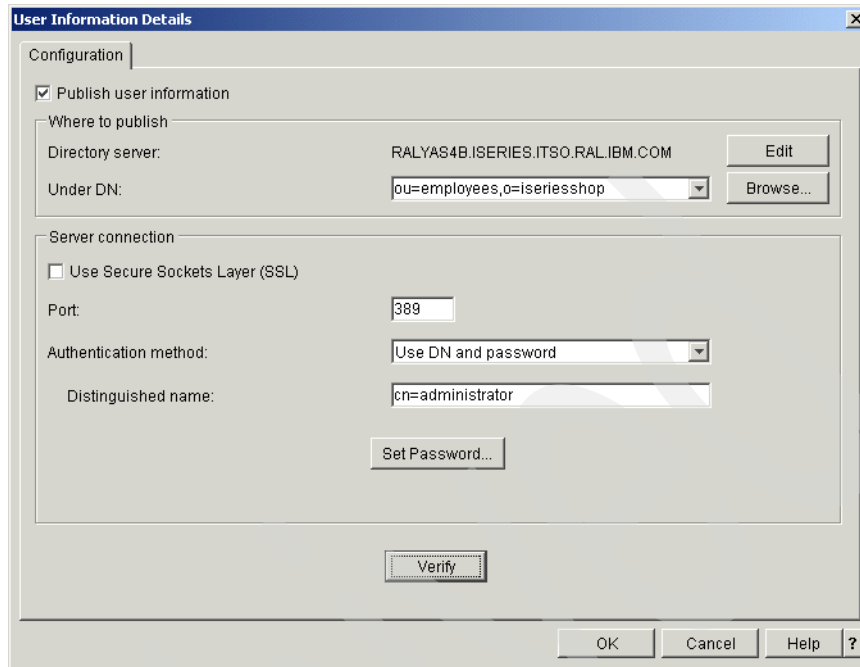 User Information Details
Configuration
Publish user information
Where to publish
Directory server: RALYAS4B.ISERIES.ITSO.RAL.IBM.COM Edit
Under DN: ou=employees,o=iseriesshop Browse...
Server connection
Use Secure Sockets Layer (SSL)
Port: 389
Authentication method: Use DN and password
Distinguished name: cn=administrator
Set Password...
Verify
OK Cancel Help ?